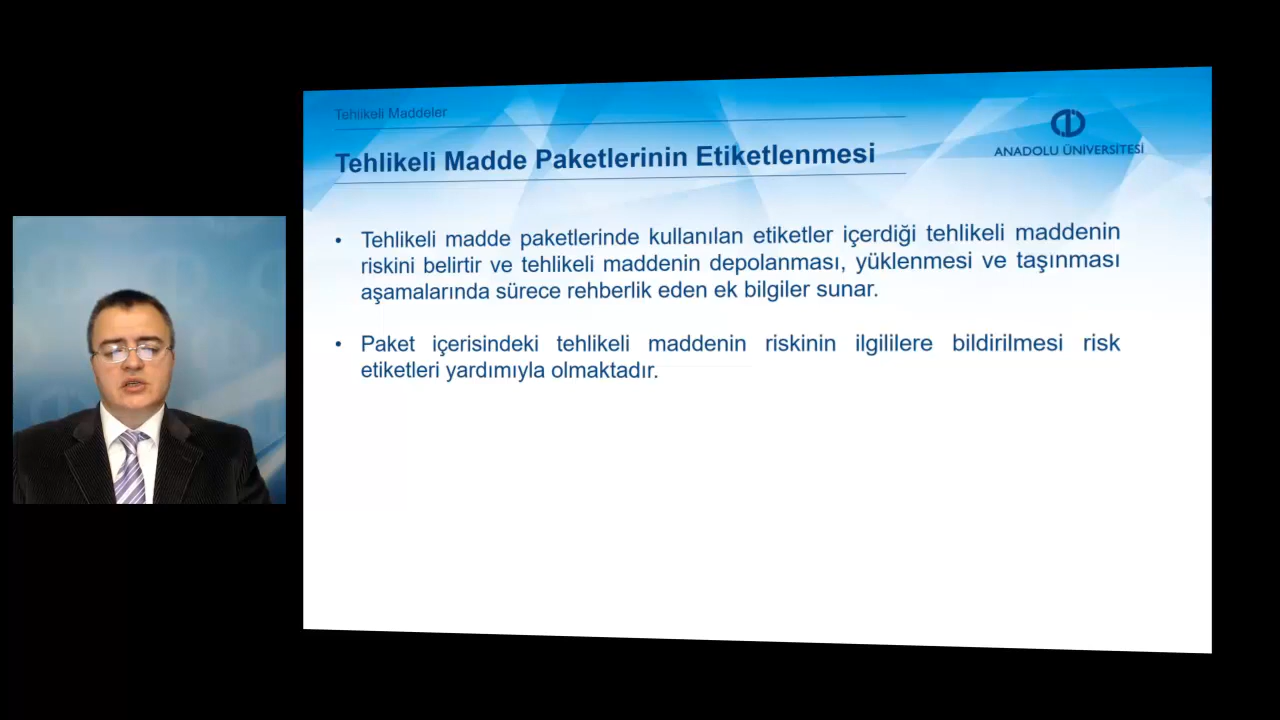 Tehlikeli Maddeler
Tehlikeli Madde Paketlerinin Etiketlenmesi
ANADOLU ÜNİVERSİTESİ
• Tehlikeli madde paketlerinde kullanılan etiketler içerdiği tehlikeli maddenin
riskini belirtir ve tehlikeli maddenin depolanması, yüklenmesi ve taşınması
aşamalarında sürece rehberlik eden ek bilgiler sunar.
• Paket içerisindeki tehlikeli maddenin riskinin ilgililere bildirilmesi risk
etiketleri yardımıyla olmaktadır.